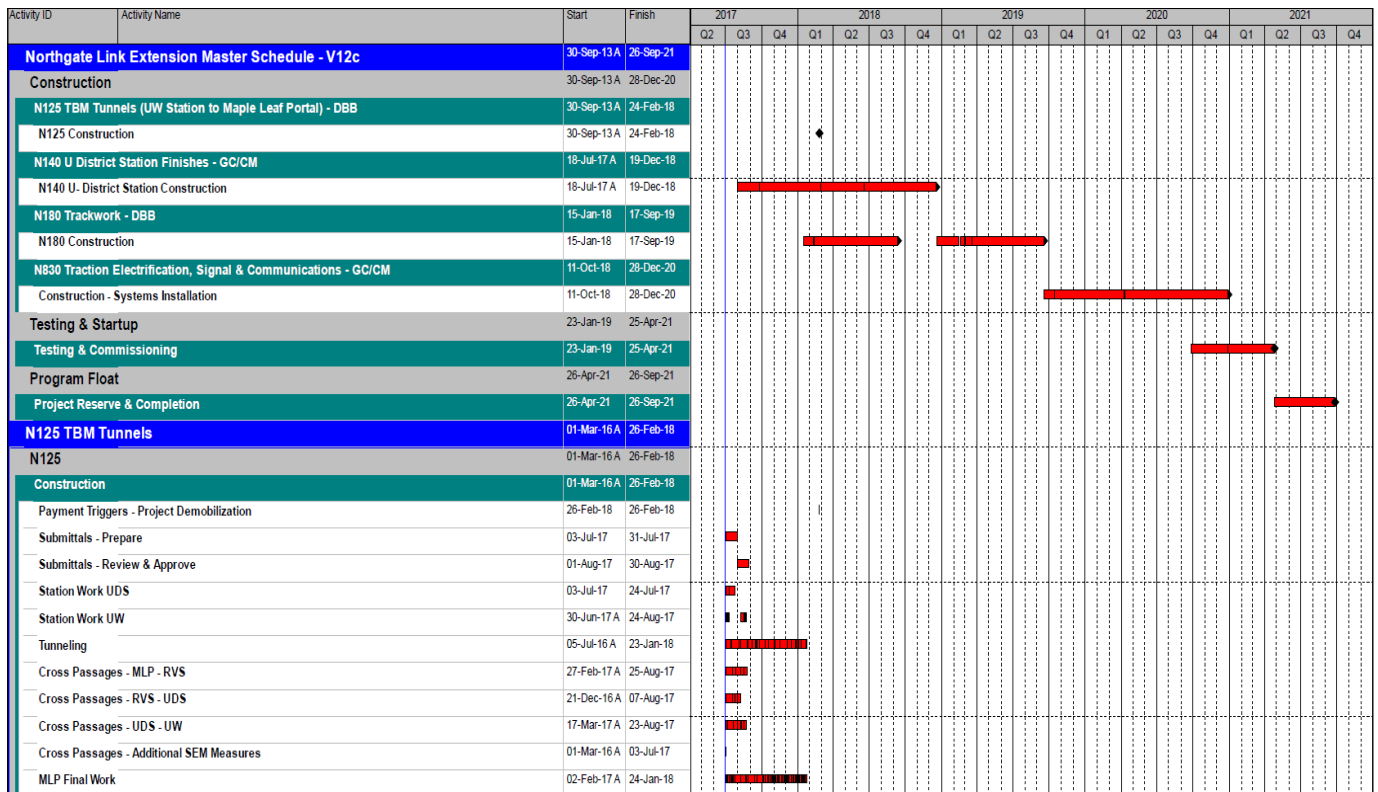 Activity ID Activity Name Start Finish 2017 2018 2019 2020 2021
Q2 Q3 Q4 Q1 Q2 Q3 Q4 Q1 Q2 Q3 Q4 Q1 Q2 Q3 Q4 Q1 Q2 Q3 Q4
Northgate Link Extension Master Schedule - V12c 30-Sep-13 A 26-Sep-21
Construction 30-Sep-13 A 28-Dec-20
N125 TBM Tunnels (UW Station to Maple Leaf Portal) - DBB 30-Sep-13 A 24-Feb-18
N125 Construction 30-Sep-13 A 24-Feb-18
N140 U District Station Finishes - GC/CM 18-Jul-17 A 19-Dec-18
N140 U- District Station Construction 18-Jul-17 A 19-Dec-18
N180 Trackwork - DBB 15-Jan-18 17-Sep-19
N180 Construction 15-Jan-18 17-Sep-19
N830 Traction Electrification, Signal & Communications - GC/CM 11-Oct-18 28-Dec-20
Construction - Systems Installation 11-Oct-18 28-Dec-20
Testing & Startup 23-Jan-19 25-Apr-21
Testing & Commissioning 23-Jan-19 25-Apr-21
Program Float 26-Apr-21 26-Sep-21
Project Reserve & Completion 26-Apr-21 26-Sep-21
N125 TBM Tunnels 01-Mar-16 A 26-Feb-18
N125 01-Mar-16 A 26-Feb-18
Construction 01-Mar-16 A 26-Feb-18
Payment Triggers - Project Demobilization 26-Feb-18 26-Feb-18
Submittals - Prepare 03-Jul-17 31-Jul-17
Submittals - Review & Approve 01-Aug-17 30-Aug-17
Station Work UDS 03-Jul-17 24-Jul-17
Station Work UW 30-Jun-17 A 24-Aug-17
Tunneling 05-Jul-16 A 23-Jan-18
Cross Passages - MLP - RVS 27-Feb-17 A 25-Aug-17
Cross Passages - RVS - UDS 21-Dec-16 A 07-Aug-17
Cross Passages - UDS - UW 17-Mar-17 A 23-Aug-17
Cross Passages - Additional SEM Measures 01-Mar-16 A 03-Jul-17
MLP Final Work 02-Feb-17 A 24-Jan-18